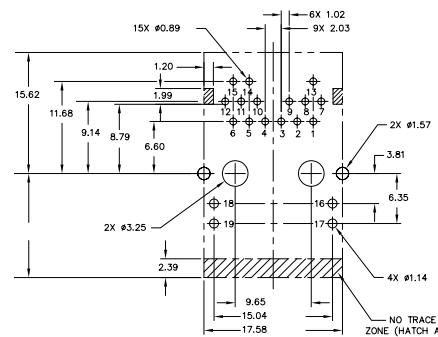 6X 1.02
9X 2.03
15X ø0.89
1.20
15 14 13
1.99
12 11 10 9 8 7
15.62
11.68
9.14
8.79
6.60
6 5 4 3 2 1
2X ø1.57
3.81
6.35
2X ø3.25
18 16
19 17
4X ø1.14
2.39
9.65
15.04
17.58
NO TRACE
ZONE (HATCH A